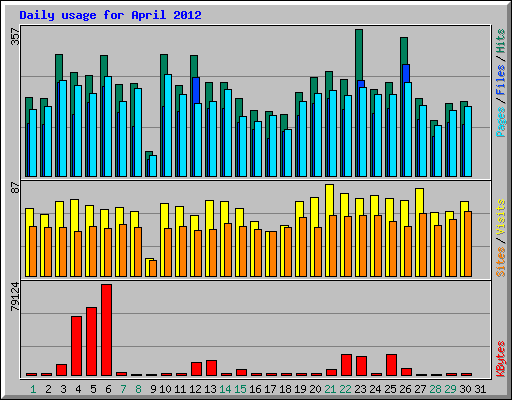 Daily usage for April 2012
357
Pages / Files / Hits
87
Sites / Visits
79124
KBytes
1 2 3 4 5 6 7 8 9 10 11 12 13 14 15 16 17 18 19 20 21 22 23 24 25 26 27 28 29 30 31